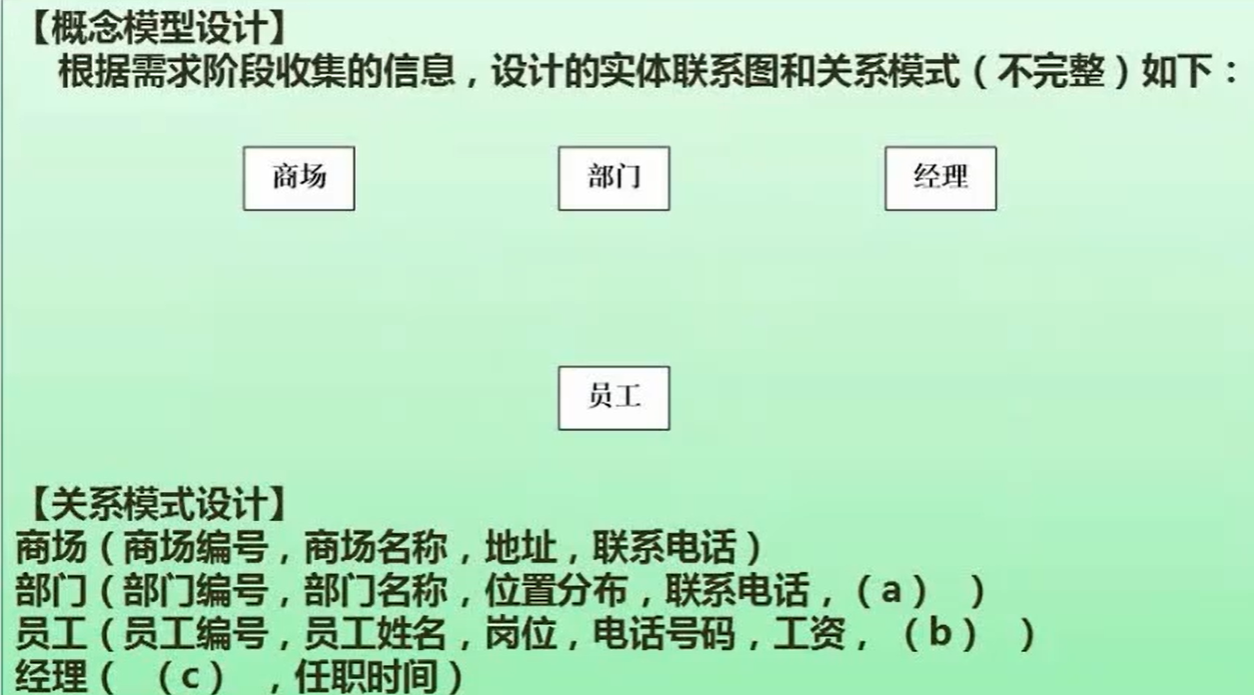 【概念模型设计】
根据需求阶段收集的信息，设计的实体联系图和关系模式（不完整）如下：
商场 部门 经理
员工
【关系模式设计】
商场（商场编号，商场名称，地址，联系电话）
部门（部门编号，部门名称，位置分布，联系电话，（a） ）
员工（员工编号，员工姓名，岗位，电话号码，工资，（b） ）
经理（ （c） ，任职时间）